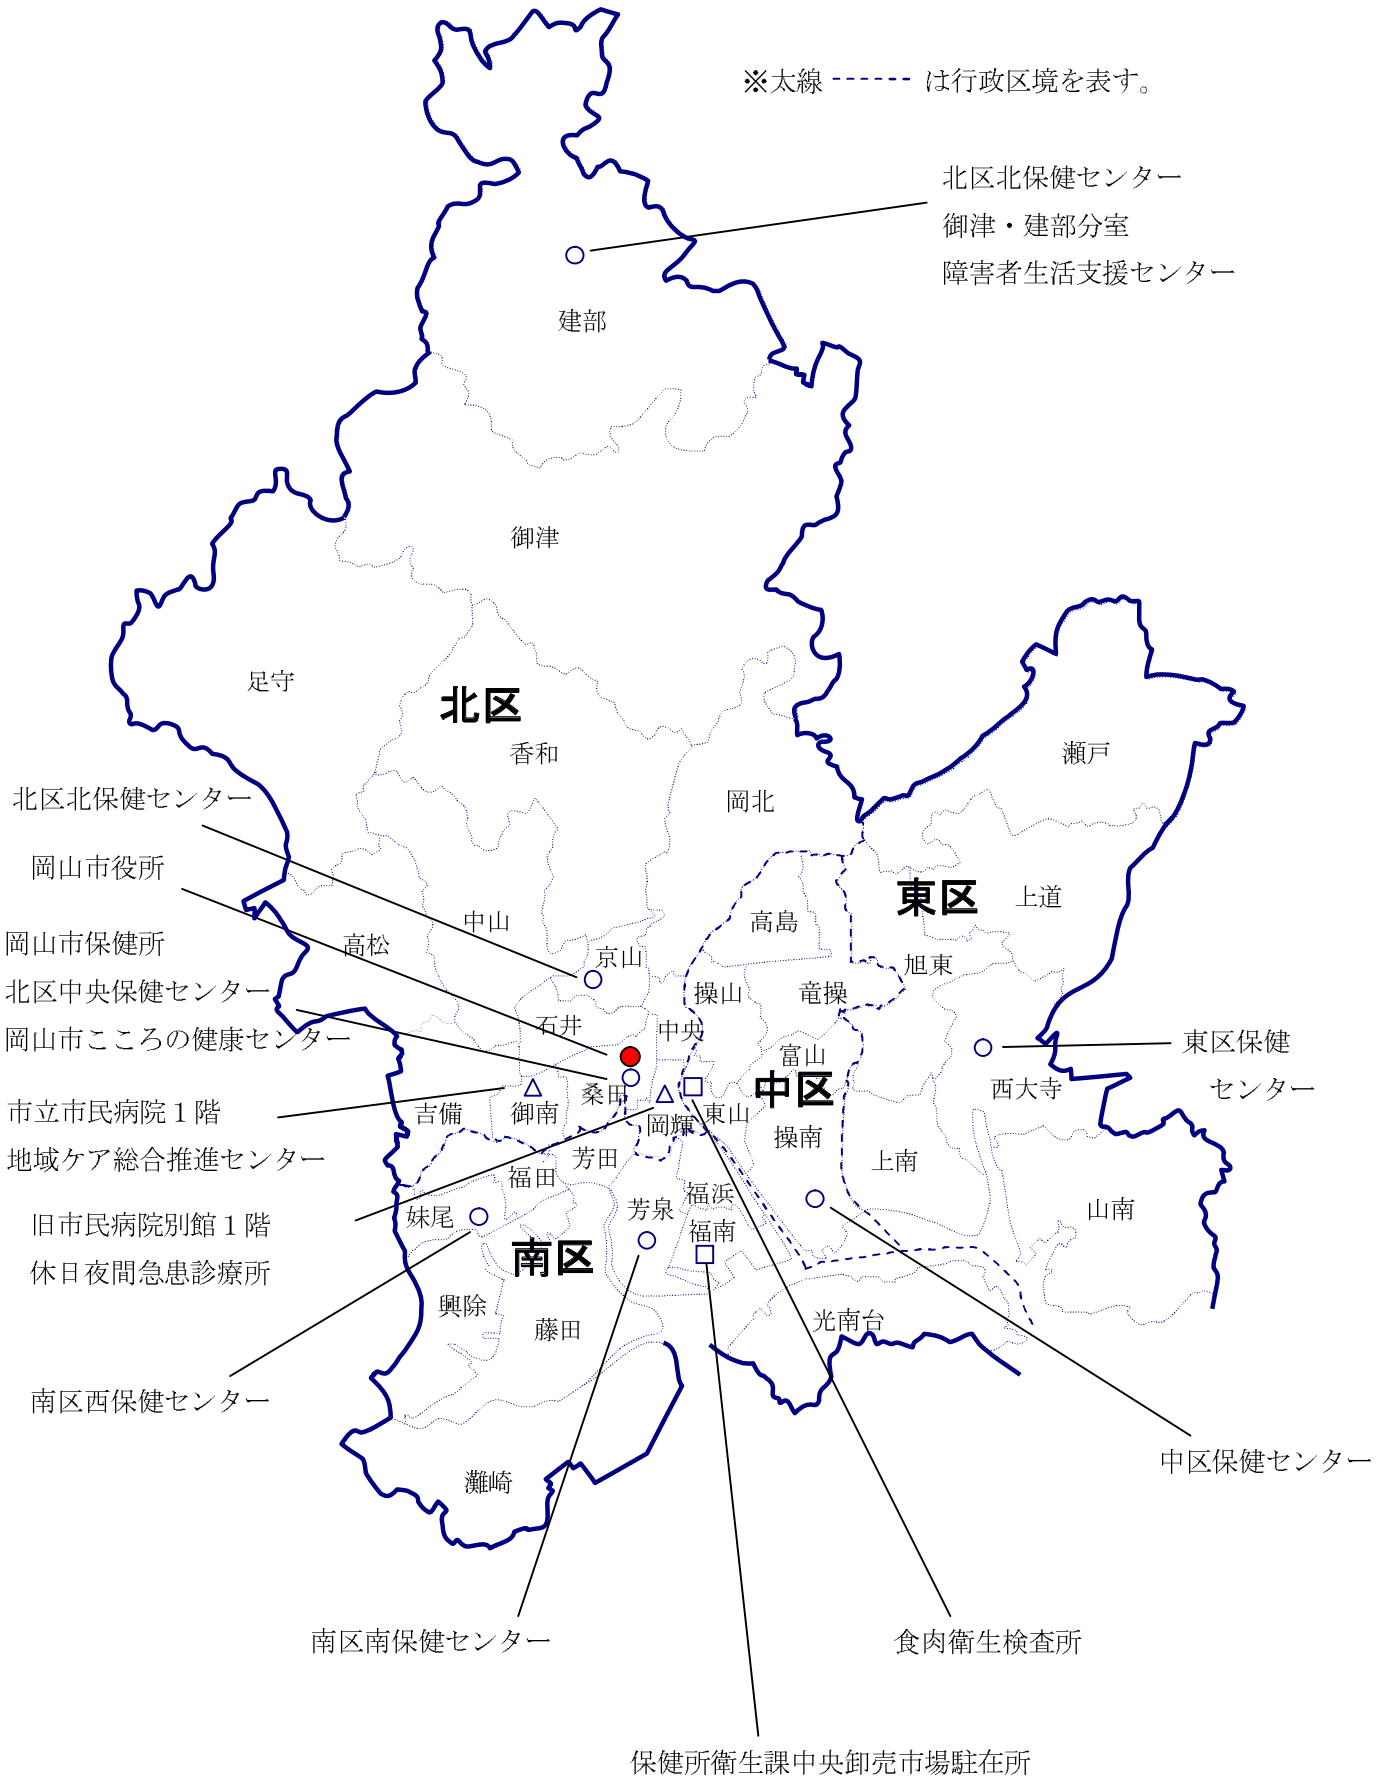 ※太線 ------ は行政区境を表す。
北区北保健センター
御津・建部分室
障害者生活支援センター
建部
御津
足守
北区
香和
瀬戸
岡北
北区北保健センター
岡山市役所
東区
上道
高島
中山
高松
京山
旭東
岡山市保健所
北区中央保健センター
岡山市こころの健康センター
操山
竜操
石井
中央
富山
東区保健
センター
中区
西大寺
桑田
市立市民病院１階
地域ケア総合推進センター
吉備
御南
岡輝
東山
操南
上南
芳田
福田
旧市民病院別館１階
休日夜間急患診療所
妹尾
芳泉
福浜
福南
山南
南区
興除
藤田
光南台
南区西保健センター
中区保健センター
灘崎
南区南保健センター
食肉衛生検査所
保健所衛生課中央卸売市場駐在所